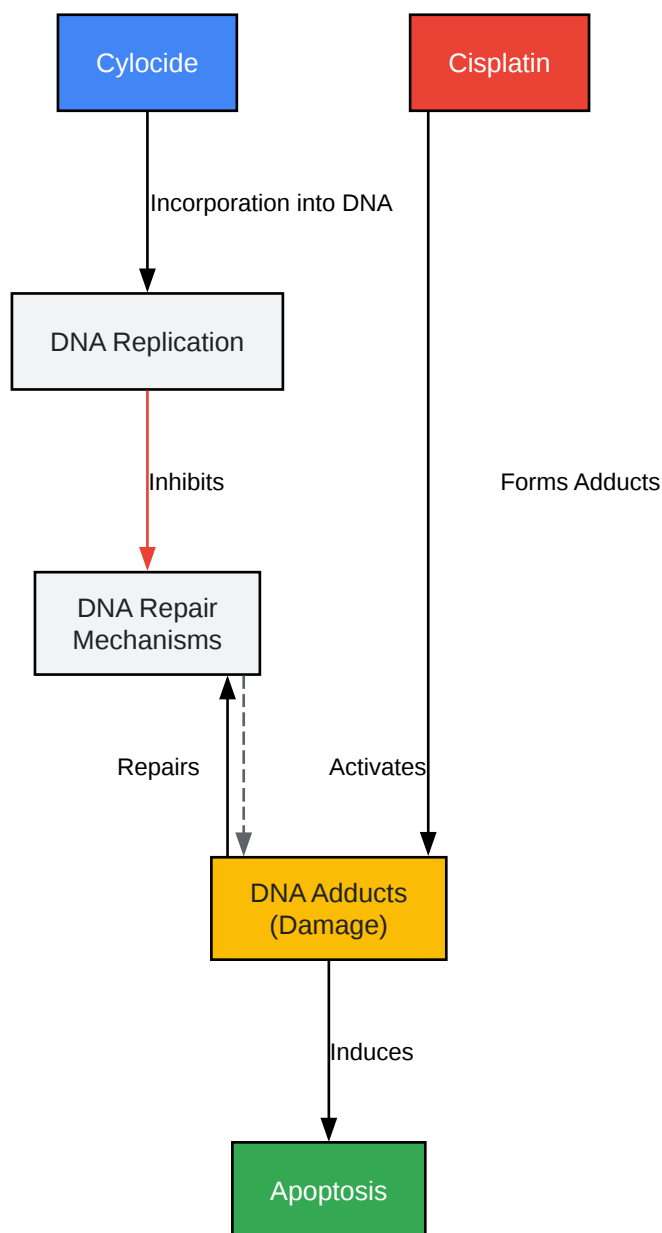 Cylocide
Cisplatin
Incorporation into DNA
DNA Replication
Inhibits
Forms Adducts
DNA Repair
Mechanisms
Repairs
Activates
DNA Adducts
(Damage)
Induces
Apoptosis